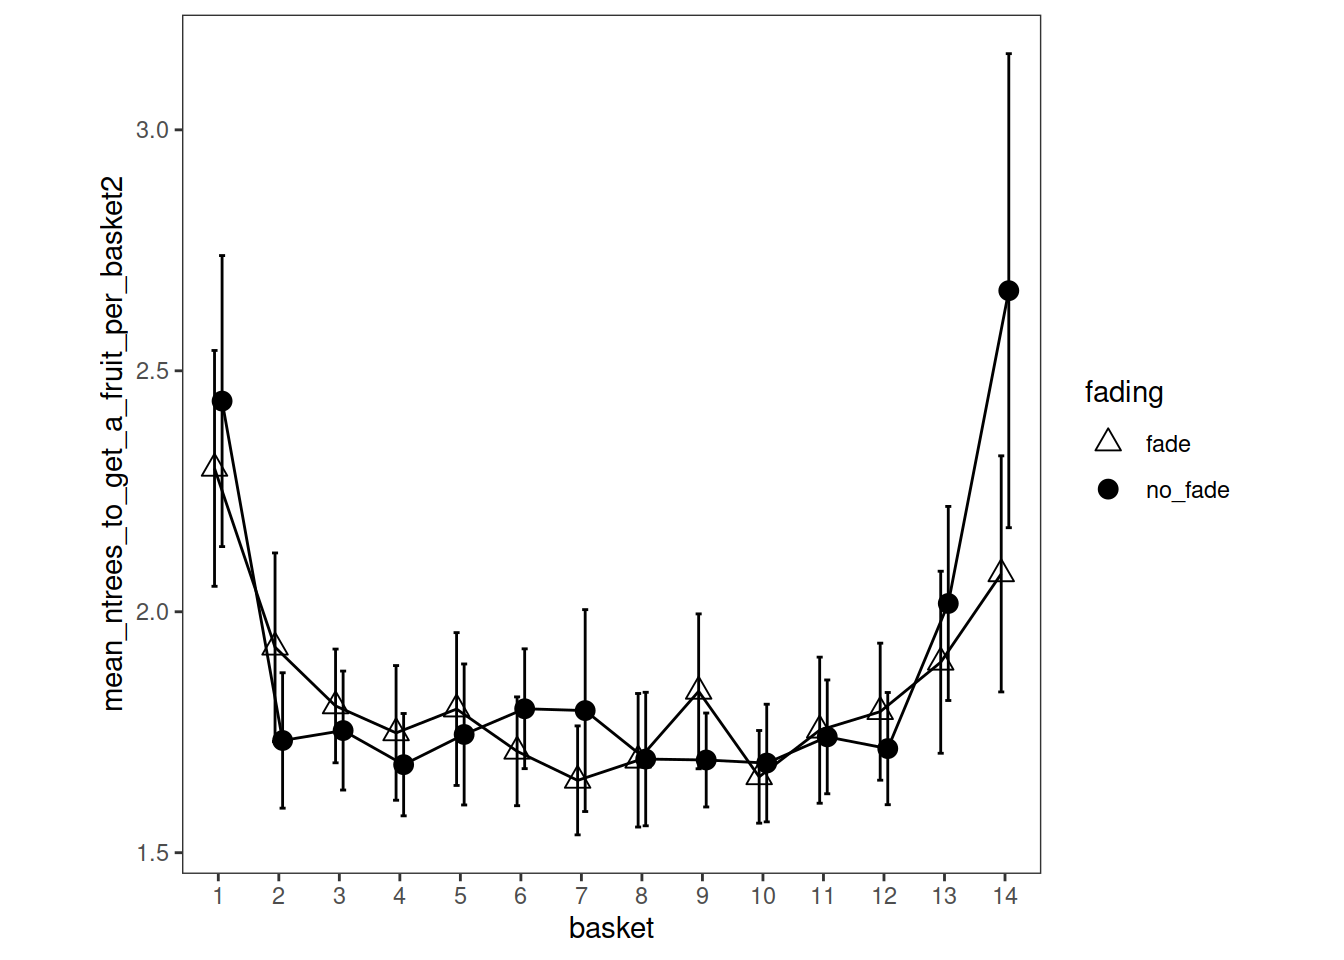 mean_ntrees_to_get_a_fruit_per_basket2
3.0
2.5
2.0
1.5
1 2 3 4 5 6 7 8 9 10 11 12 13 14
basket
fading
fade
no_fade